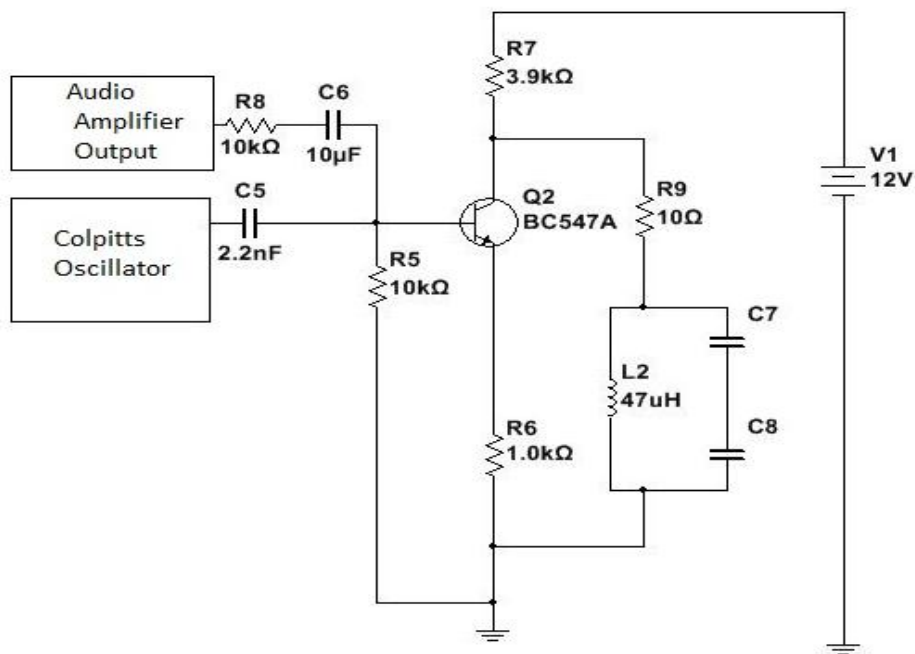 R7
3.9kΩ
Audio
Amplifier
Output
R8
10kΩ
C6
10µF
V1
12V
C5
2.2nF
Q2
BC547A
R9
10Ω
Colpitts
Oscillator
R5
10kΩ
C7
L2
47uH
C8
R6
1.0kΩ